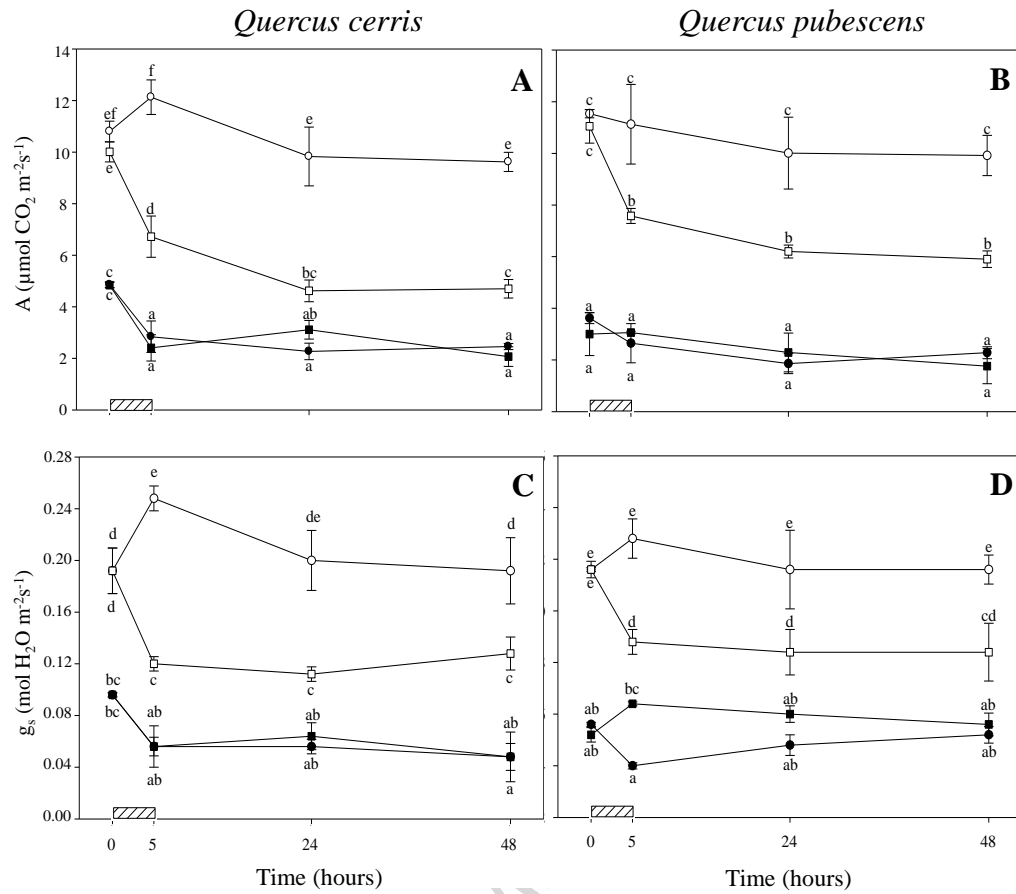 Quercus cerris Quercus pubescens
A (µmol CO2 m-2s-1)
14
12
10
8
6
4
2
0
A
ef
f
e
e
e
d
bc
c
c
c
a
ab
a
a
a
a
B
c
c
c
c
c
b
b
b
a
a
a
a
a
a
a
a
gs (mol H2O m-2s-1)
0.28
0.24
0.20
0.16
0.12
0.08
0.04
0.00
C
d
e
de
d
d
c
c
c
bc
bc
ab
ab
ab
ab
ab
a
D
e
e
e
e
e
d
d
cd
ab
bc
ab
ab
ab
a
ab
ab
0 5 24 48 0 5 24 48
Time (hours) Time (hours)